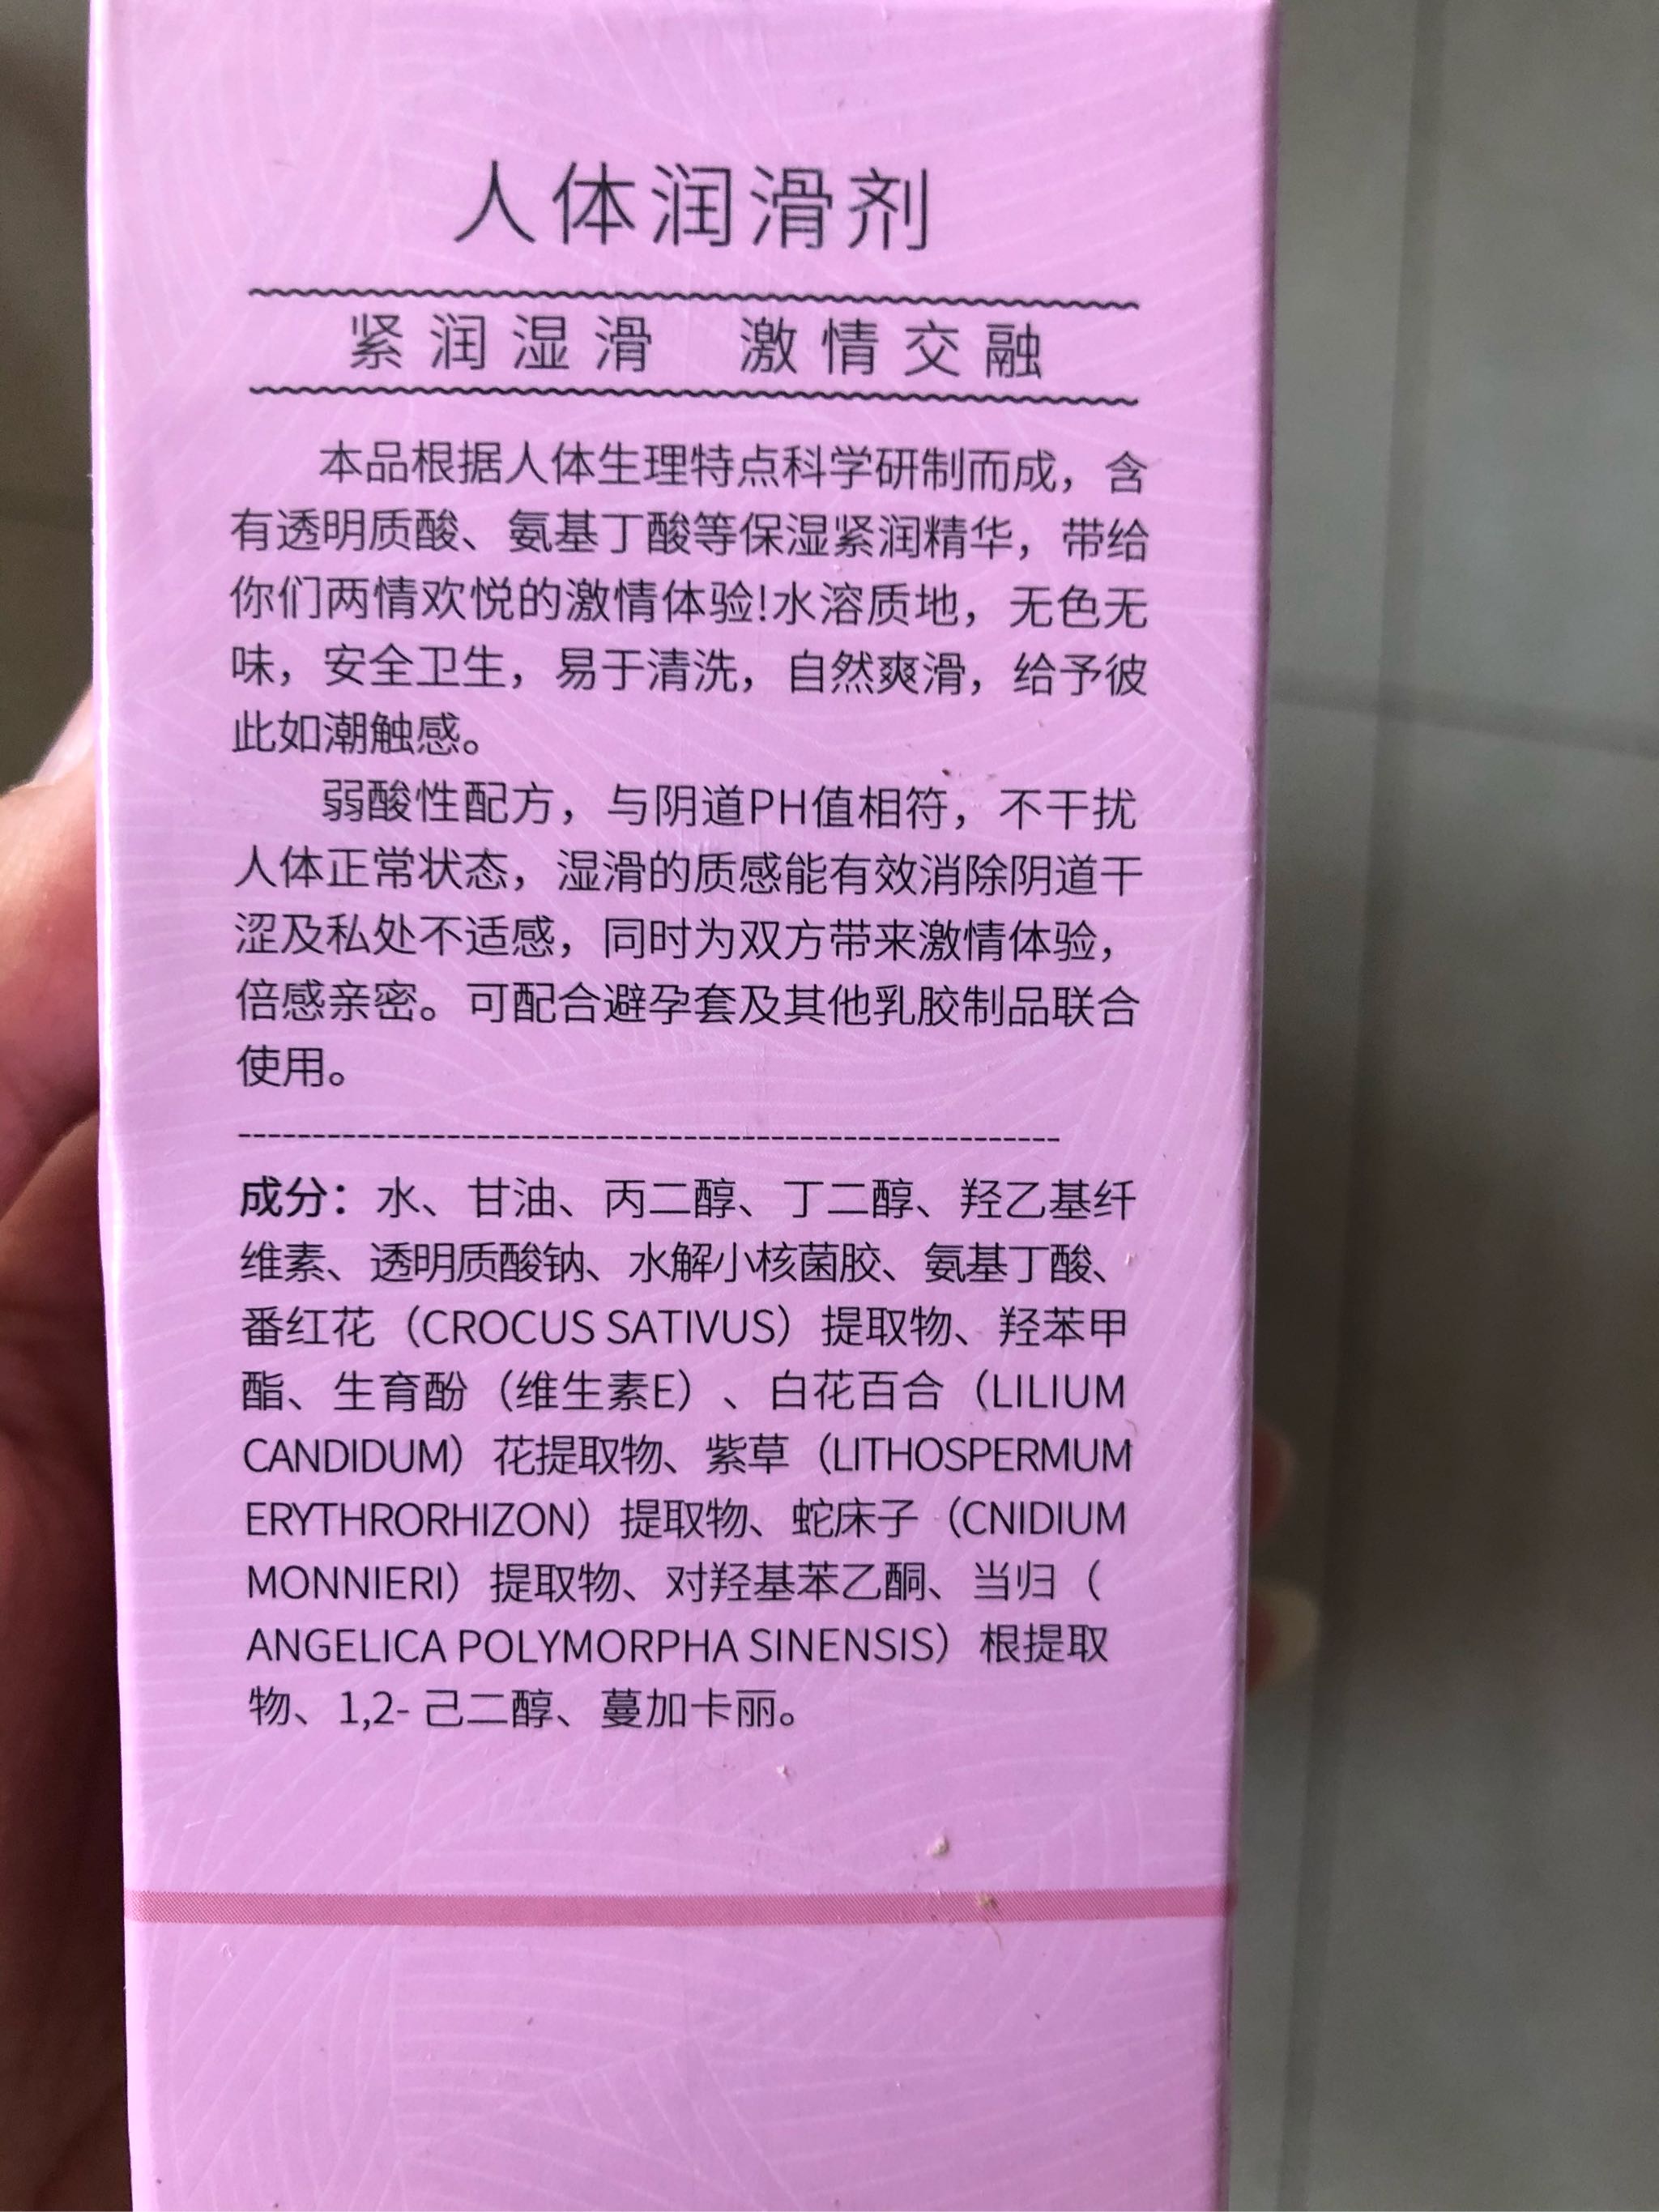 人体润滑剂
紧润湿滑 激情交融
本品根据人体生理特点科学研制而成，含
有透明质酸、氨基丁酸等保湿紧润精华，带给
你们两情欢悦的激情体验!水溶质地，无色无
味，安全卫生，易于清洗，自然爽滑，给予彼
此如潮触感。
弱酸性配方，与阴道PH值相符，不干扰
人体正常状态，湿滑的质感能有效消除阴道干
涩及私处不适感，同时为双方带来激情体验，
倍感亲密。可配合避孕套及其他乳胶制品联合
使用。
成分：水、甘油、丙二醇、丁二醇、羟乙基纤
维素、透明质酸钠、水解小核菌胶、氨基丁酸、
番红花（CROCUS SATIVUS）提取物、羟苯甲
酯、生育酚（维生素E）、白花百合（LILIUM
CANDIDUM）花提取物、紫草（LITHOSPERMUM
ERYTHRORHIZON）提取物、蛇床子（CNIDIUM
MONNIERI）提取物、对羟基苯乙酮、当归（
ANGELICA POLYMORPHA SINENSIS）根提取
物、1,2- 己二醇、蔓加卡丽。